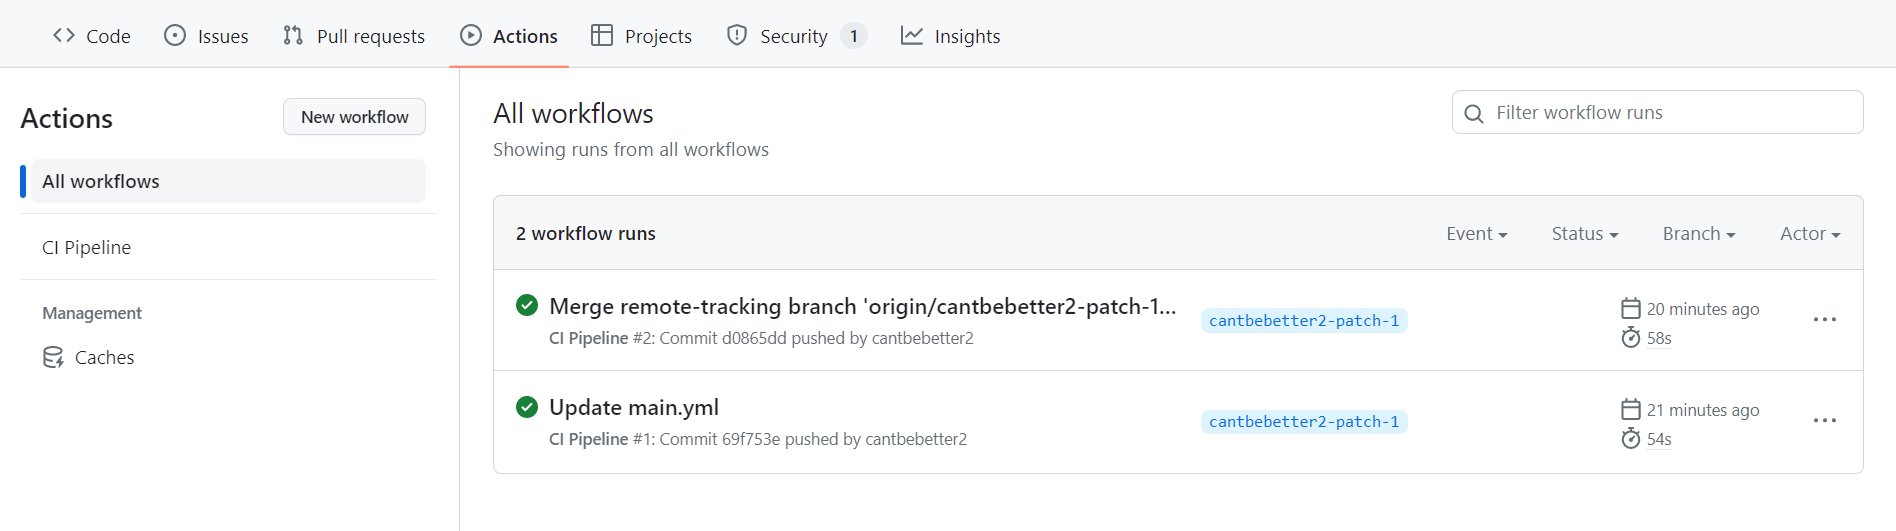 Code Issues Pull requests Actions Projects Security 1 Insights
Actions
New workflow
All workflows
CI Pipeline
Management
Caches
All workflows
Showing runs from all workflows
Filter workflow runs
2 workflow runs
Event Status Branch Actor
Merge remote-tracking branch 'origin/cantbebetter2-patch-1...
CI Pipeline #2: Commit d0865dd pushed by cantbebetter2
cantbebetter2-patch-1
20 minutes ago
58s
Update main.yml
CI Pipeline #1: Commit 69f753e pushed by cantbebetter2
cantbebetter2-patch-1
21 minutes ago
54s